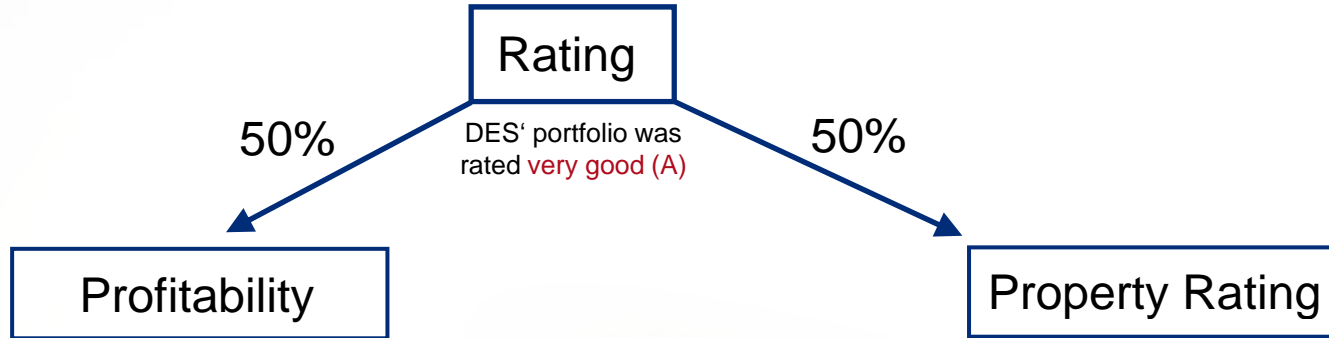 Rating
50%
DES‘ portfolio was
rated very good (A)
50%
Profitability
Property Rating